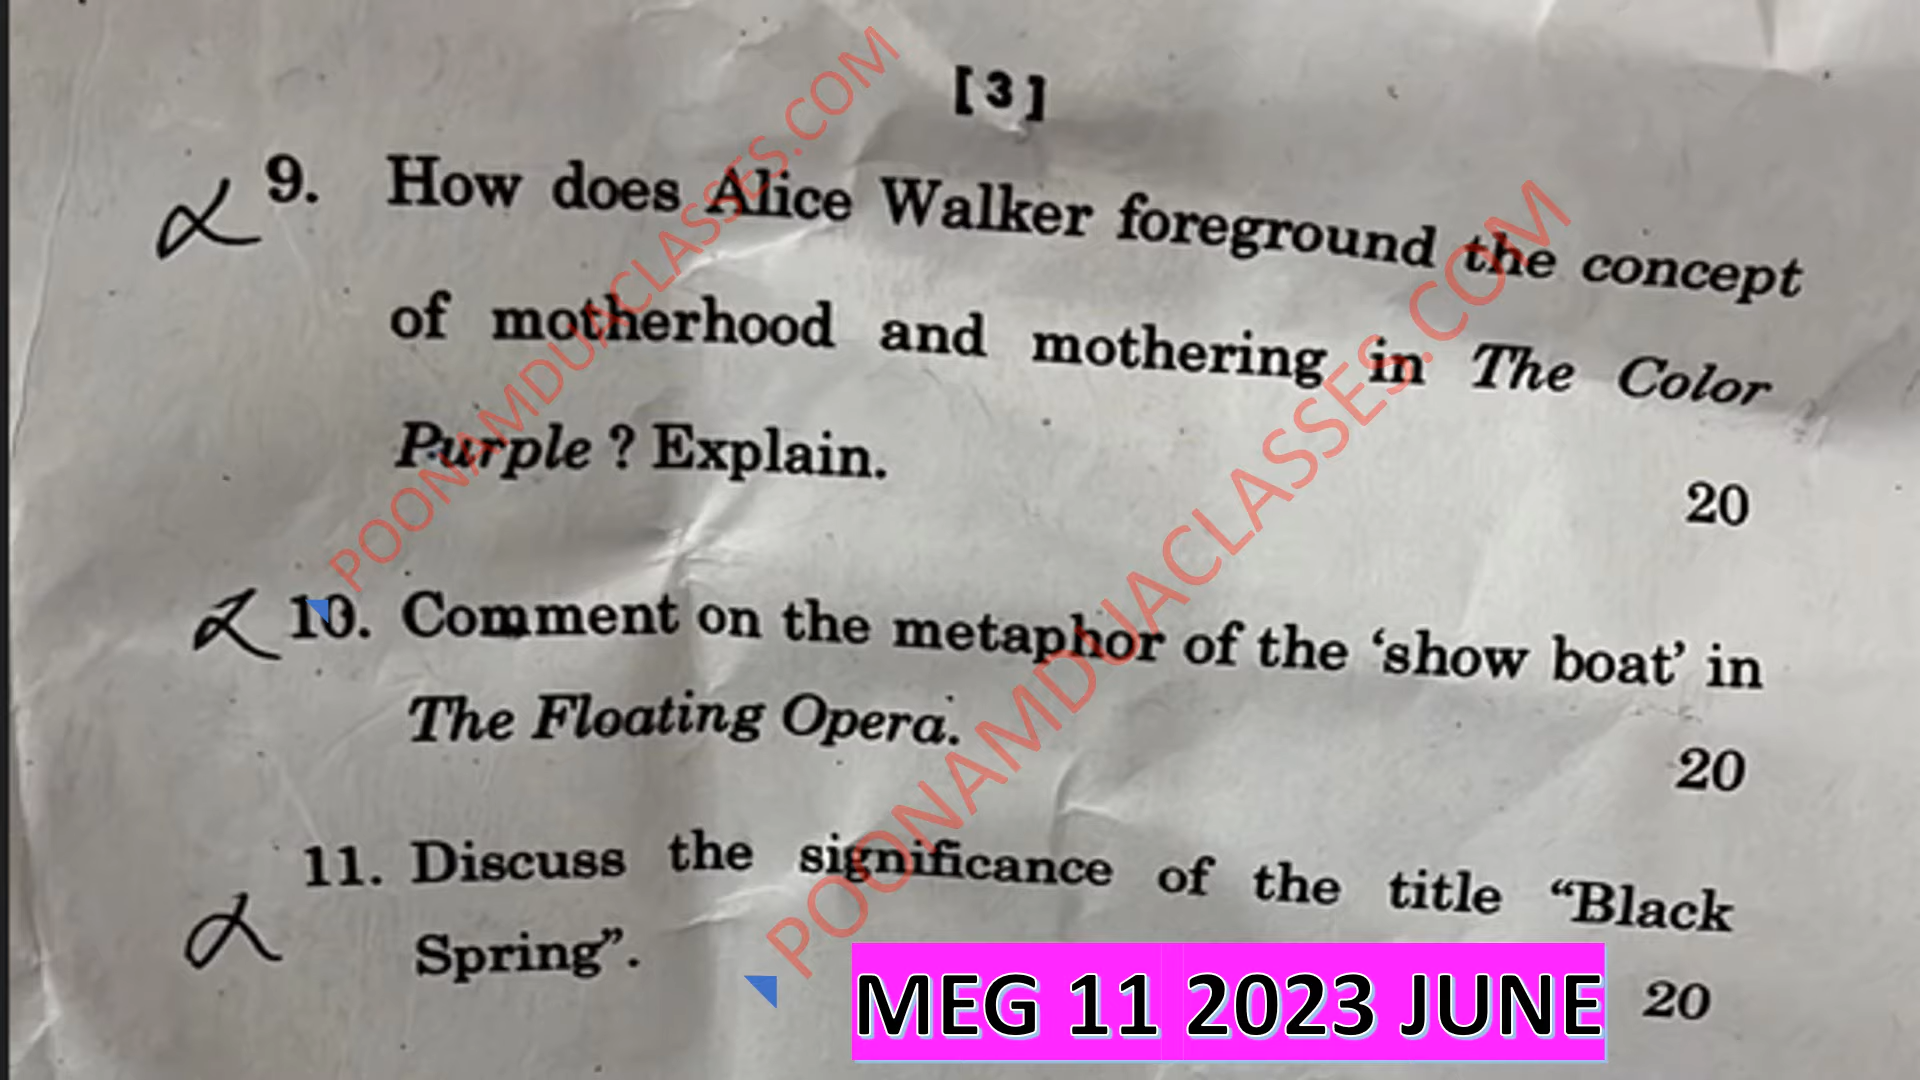 [3]
9. How does Alice Walker foreground the concept
of motherhood and mothering in The Color
Purple ? Explain.
20
10. Comment on the metaphor of the ‘show boat’ in
The Floating Opera.
20
11. Discuss the significance of the title “Black
Spring”.
20
MEG 11 2023 JUNE
POONAMDUACLASSES.COM
POONAMDUACLASSES.COM